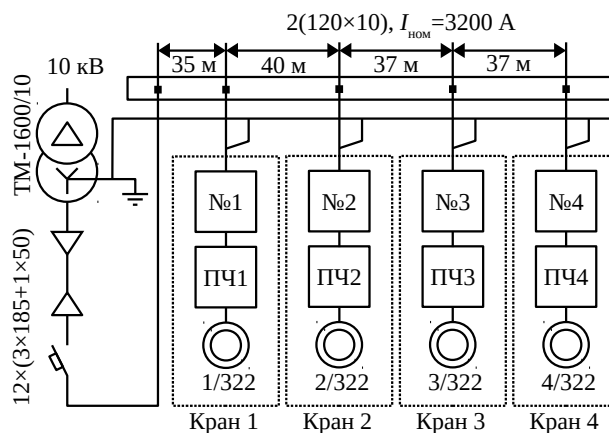 2(120×10), Iном=3200 А
35 м
40 м
37 м
37 м
10 кВ
ТМ-1600/10
12×(3×185+1×50)
№1
№2
№3
№4
ПЧ1
ПЧ2
ПЧ3
ПЧ4
1/322
2/322
3/322
4/322
Кран 1
Кран 2
Кран 3
Кран 4